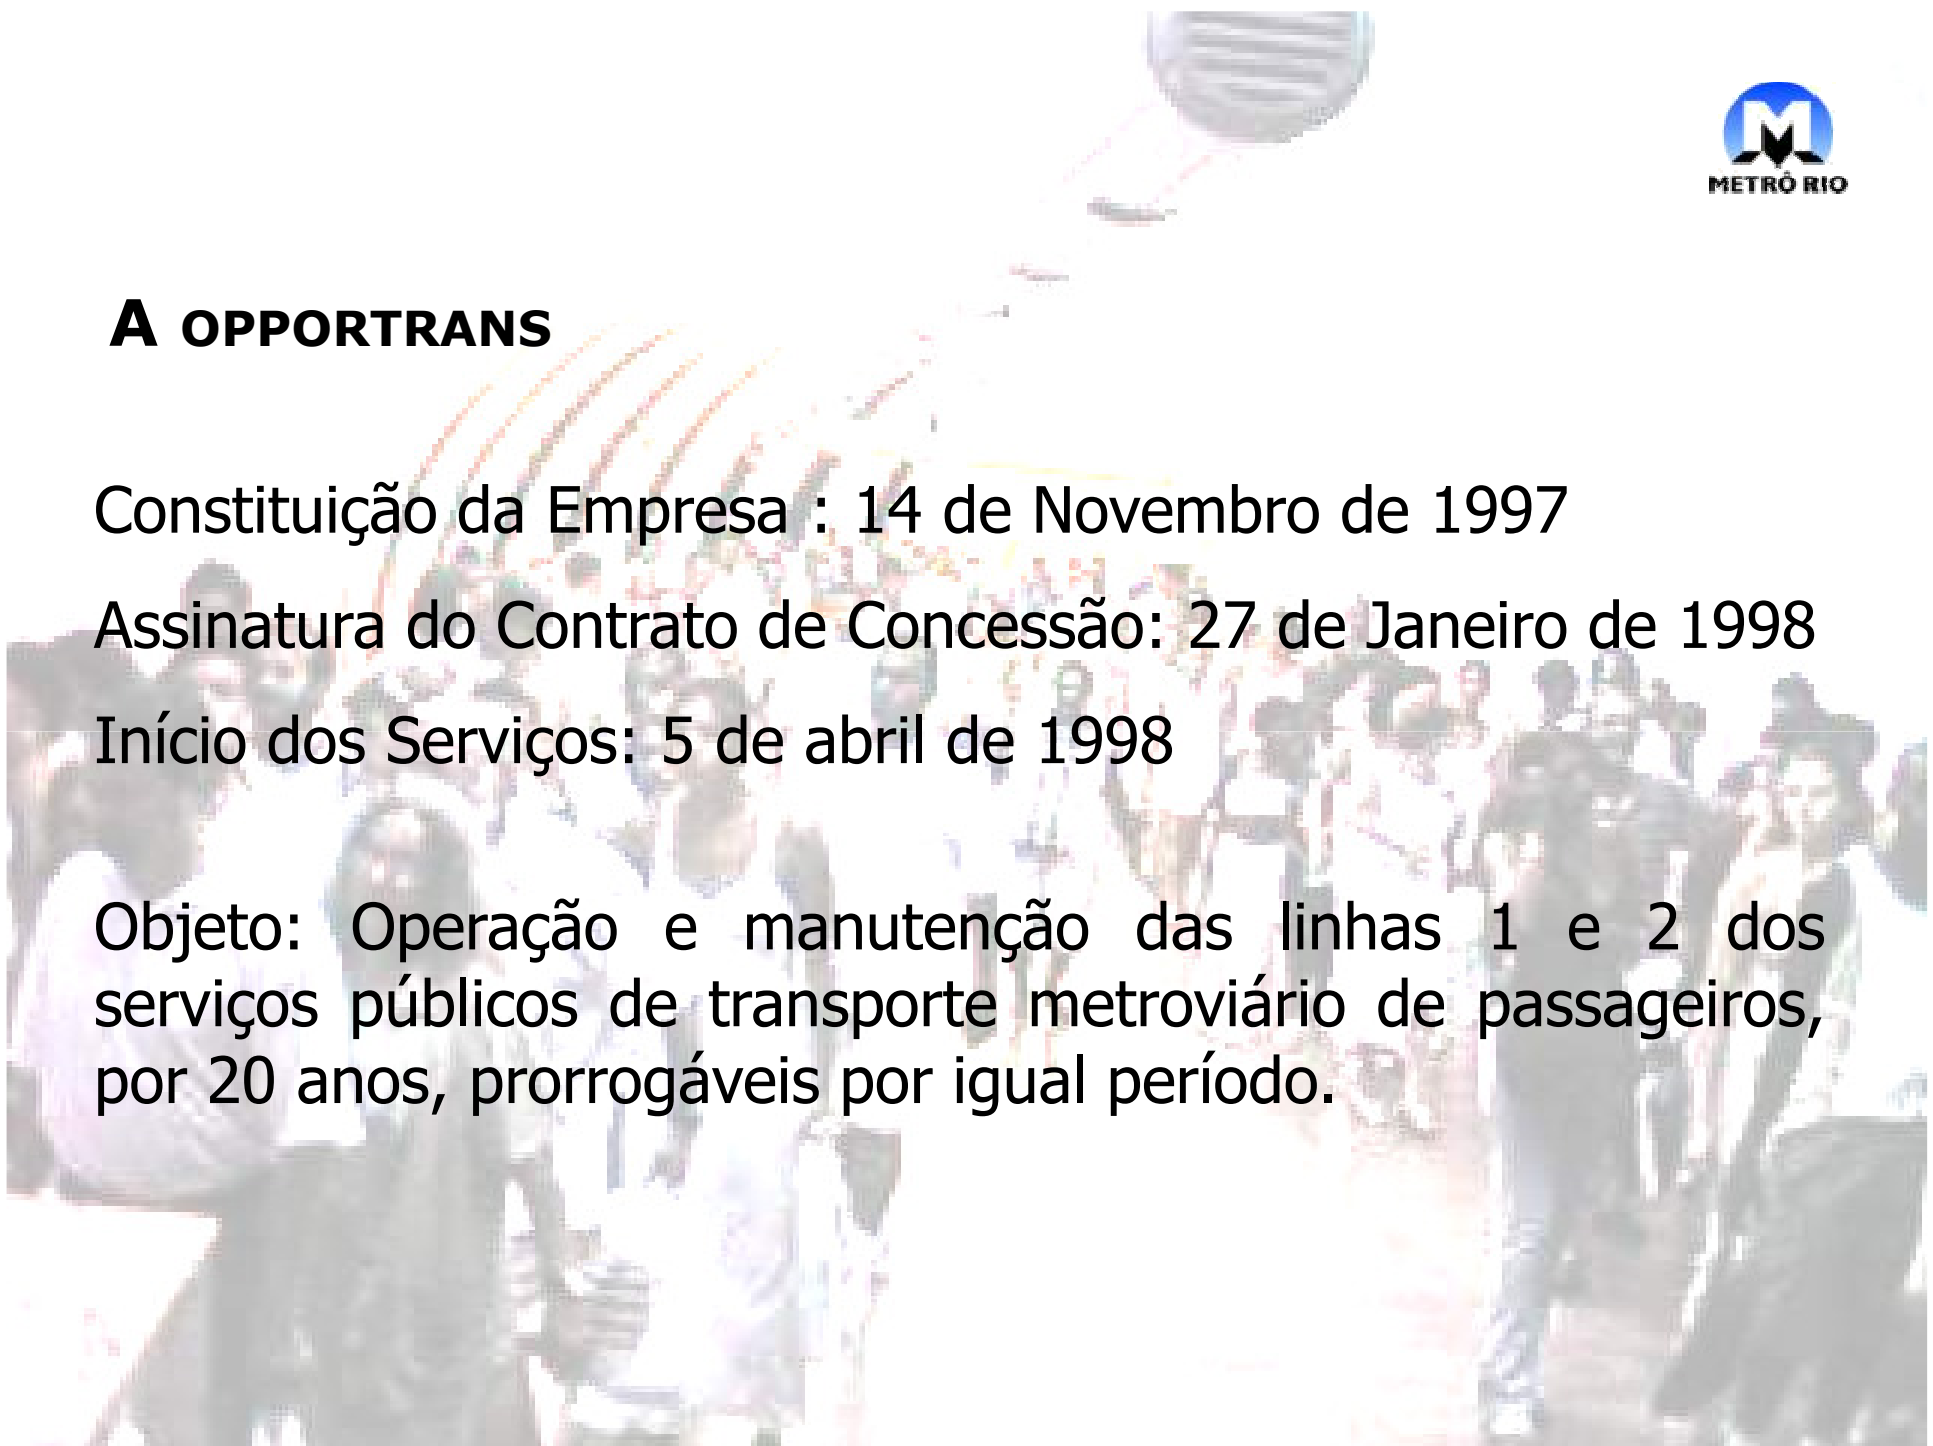 METRÔ RIO
A OPPORTRANS
Constituição da Empresa : 14 de Novembro de 1997
Assinatura do Contrato de Concessão: 27 de Janeiro de 1998
Início dos Serviços: 5 de abril de 1998
Objeto: Operação e manutenção das linhas 1 e 2 dos
serviços públicos de transporte metroviário de passageiros,
por 20 anos, prorrogáveis por igual período.